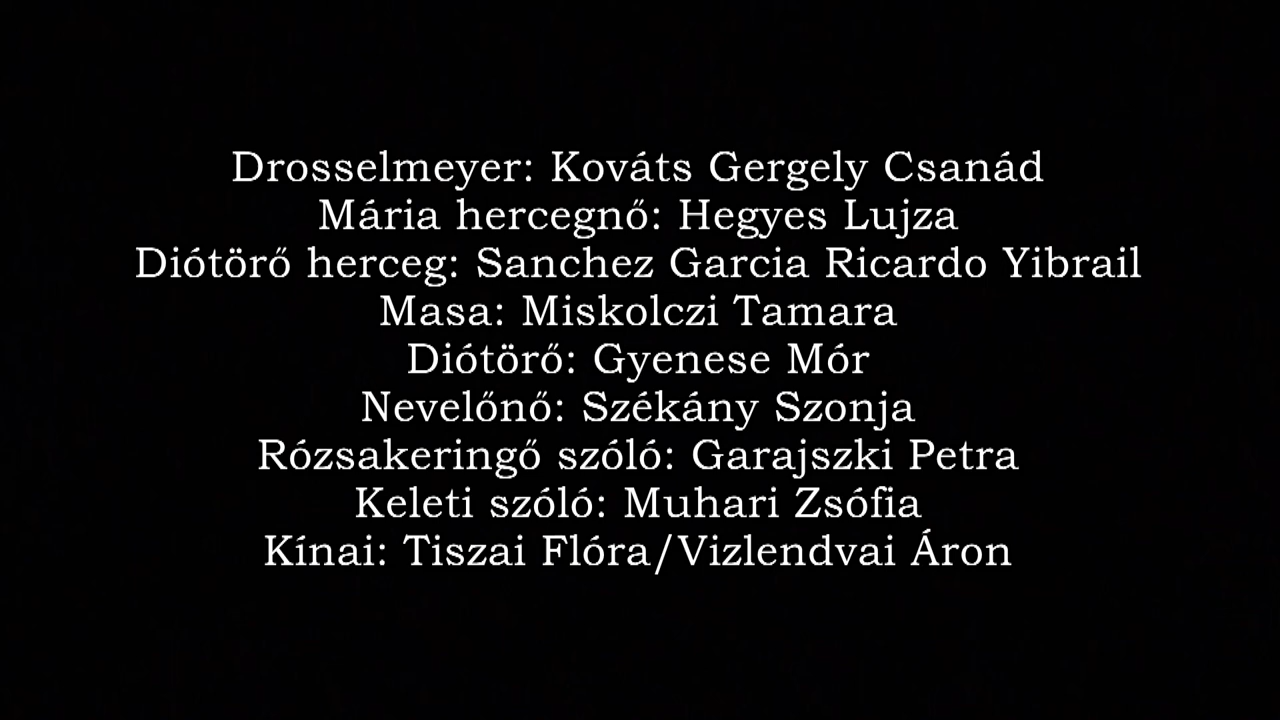 Drosselmeyer: Kováts Gergely Csanád
Mária hercegnő: Hegyes Lujza
Diótörő herceg: Sanchez Garcia Ricardo Yibrail
Masa: Miskolczi Tamara
Diótörő: Gyenese Mór
Nevelőnő: Székány Szonja
Rózsakeringő szóló: Garajszki Petra
Keleti szóló: Muhari Zsófia
Kínai: Tiszai Flóra/Vizlendvai Áron